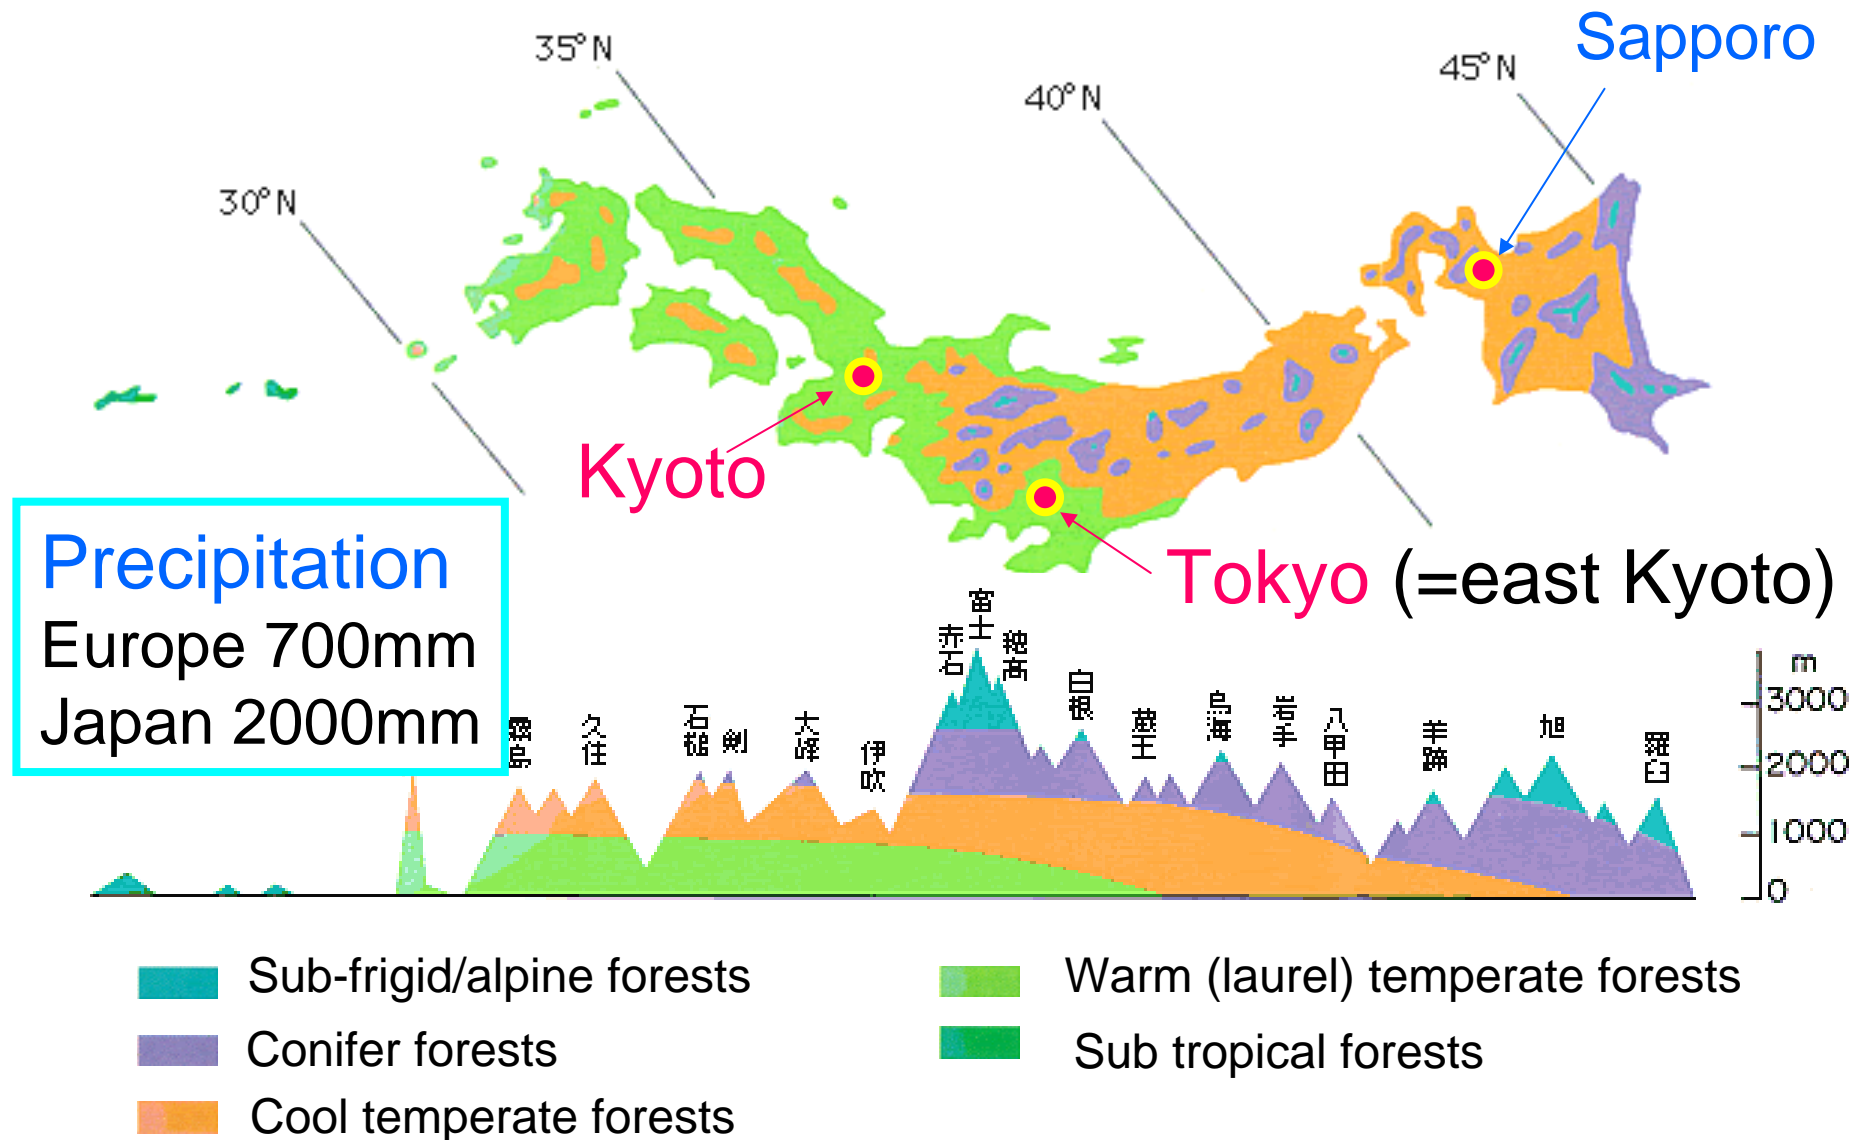 35°N
Sapporo
45°N
40°N
30°N
Kyoto
Tokyo (=east Kyoto)
Precipitation
Europe 700mm
Japan 2000mm
富士
赤石
穂高
白根
蔵王
鳥海
岩手
八甲田
羊蹄
旭
羅臼
霧島
久住
石鎚
剣
大峰
伊吹
m
3000
2000
1000
0
Sub-frigid/alpine forests
Warm (laurel) temperate forests
Conifer forests
Sub tropical forests
Cool temperate forests